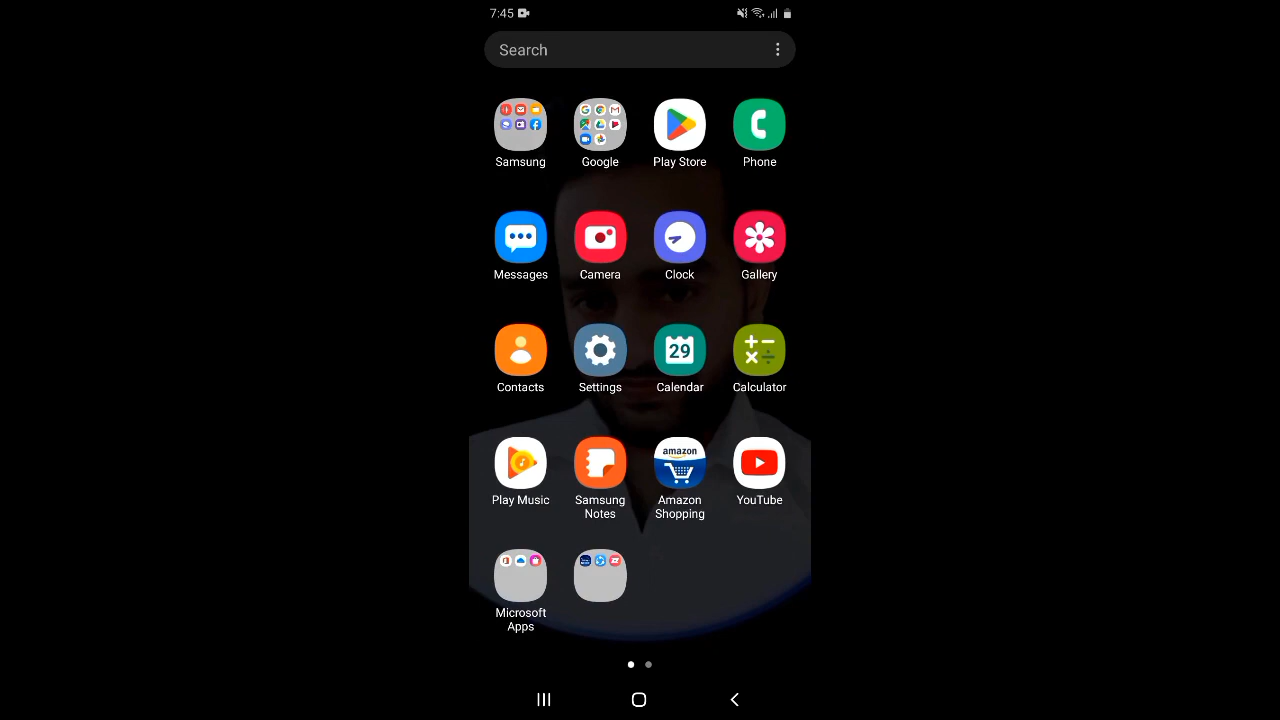 7:45
Search
Samsung
Google
Play Store
Phone
Messages
Camera
Clock
Gallery
29
Contacts
Settings
Calendar
Calculator
amazon
Play Music
Samsung
Notes
Amazon
Shopping
YouTube
Microsoft
Apps